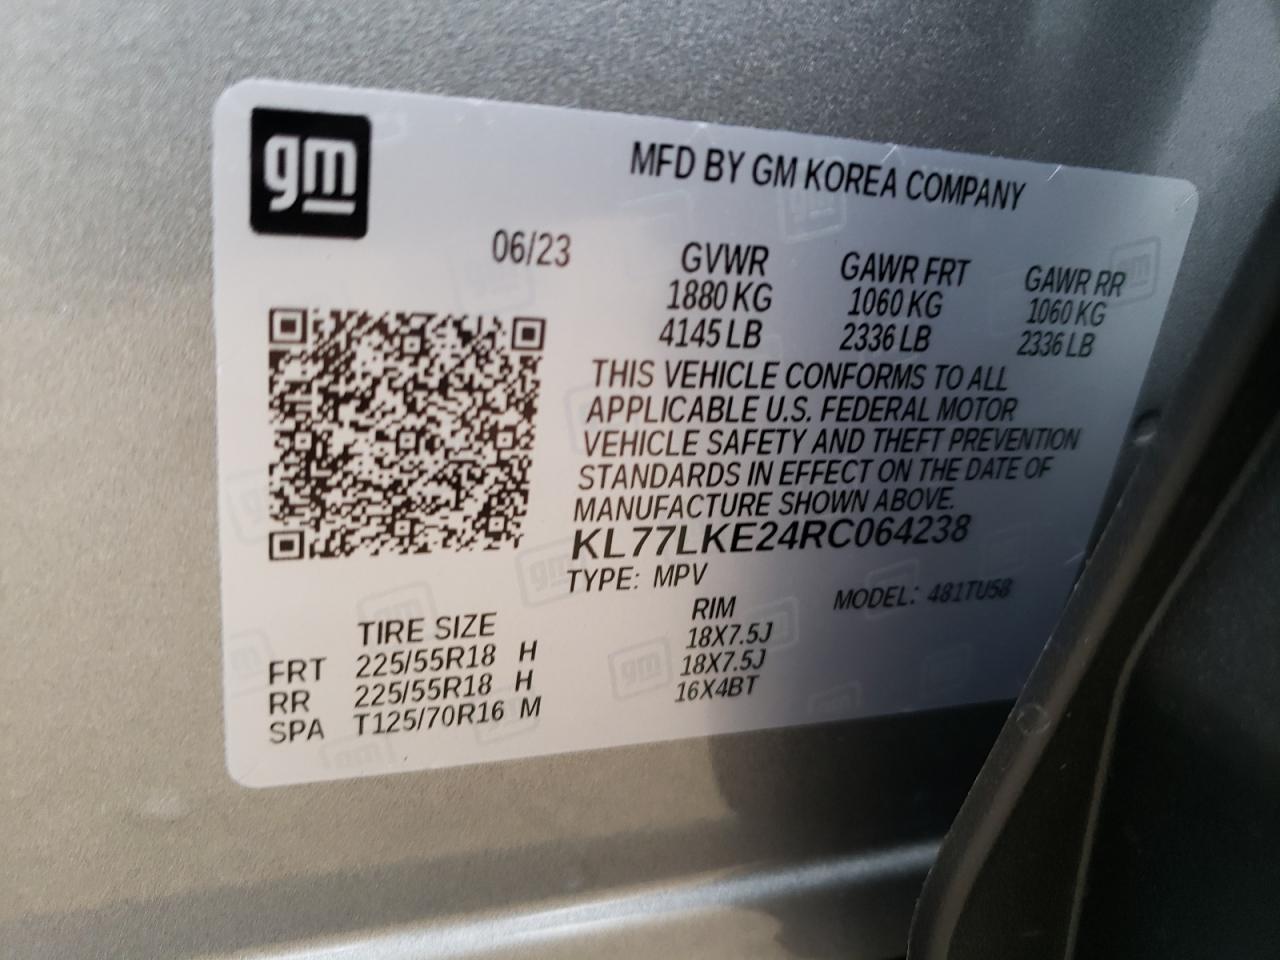 gm
MFD BY GM KOREA COMPANY
06/23 GVWR GAWR FRT GAWR RR
1880 KG 1060 KG 1060 KG
4145 LB 2336 LB 2336 LB
THIS VEHICLE CONFORMS TO ALL
APPLICABLE U.S. FEDERAL MOTOR
VEHICLE SAFETY AND THEFT PREVENTION
STANDARDS IN EFFECT ON THE DATE OF
MANUFACTURE SHOWN ABOVE.
KL77LKE24RC064238
TYPE: MPV MODEL: 481TU58
TIRE SIZE RIM
FRT 225/55R18 H 18X7.5J
RR 225/55R18 H 18X7.5J
SPA T125/70R16 M 16X4BT